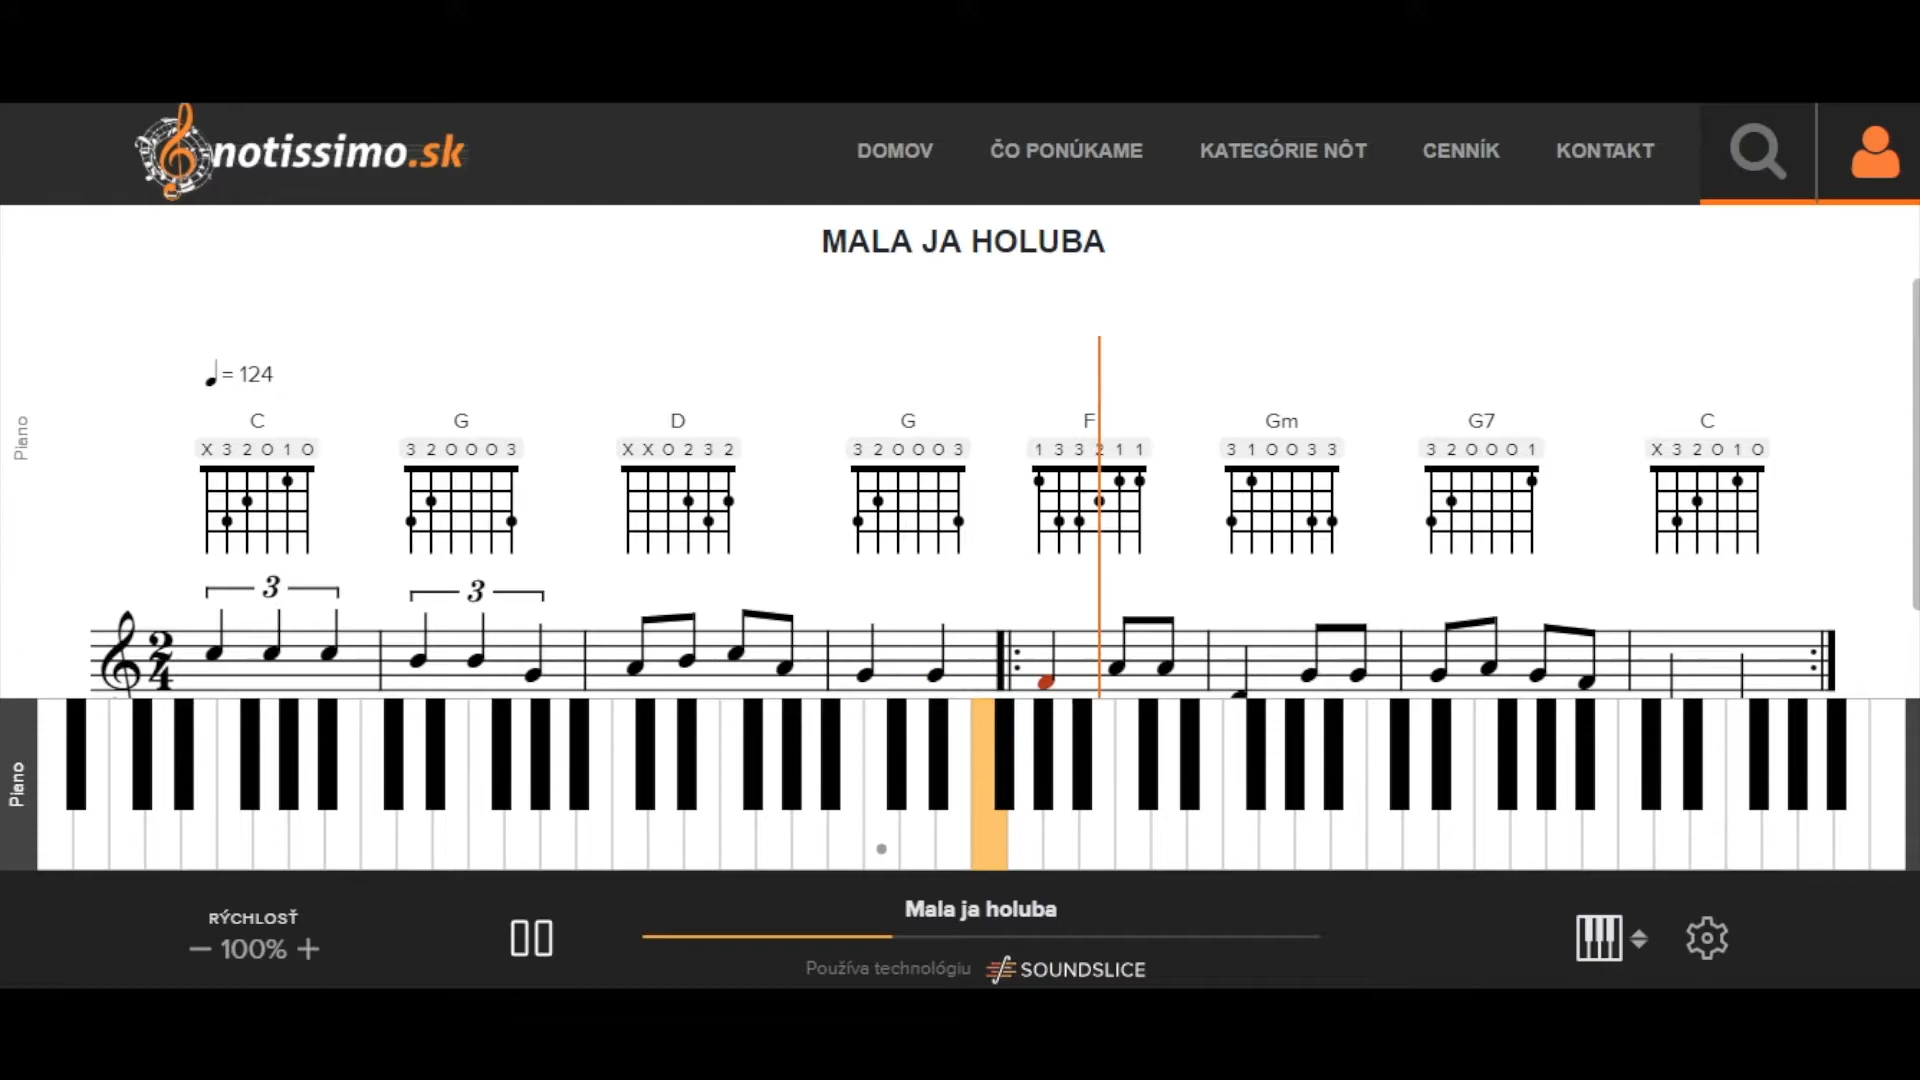 notissimo.sk
DOMOV
ČO PONÚKAME
KATEGÓRIE NÔT
CENNÍK
KONTAKT
MALA JA HOLUBA
= 124
Piano
C G D G F Gm G7 C
X 3 2 0 1 0
3 2 0 0 0 3
X X 0 2 3 2
3 2 0 0 0 3
1 3 3 2 1 1
3 1 0 0 3 3
3 2 0 0 0 1
X 3 2 0 1 0
3
3
2
4
Piano
RÝCHLOSŤ
– 100% +
Mala ja holuba
Používa technológiu SOUNDSLICE